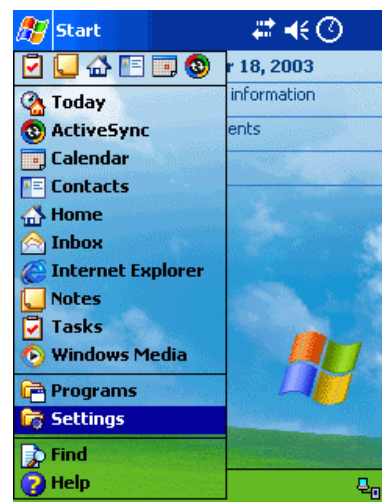 Start
r 18, 2003
information
ents
Today
ActiveSync
Calendar
Contacts
Home
Inbox
Internet Explorer
Notes
Tasks
Windows Media
Programs
Settings
Find
Help